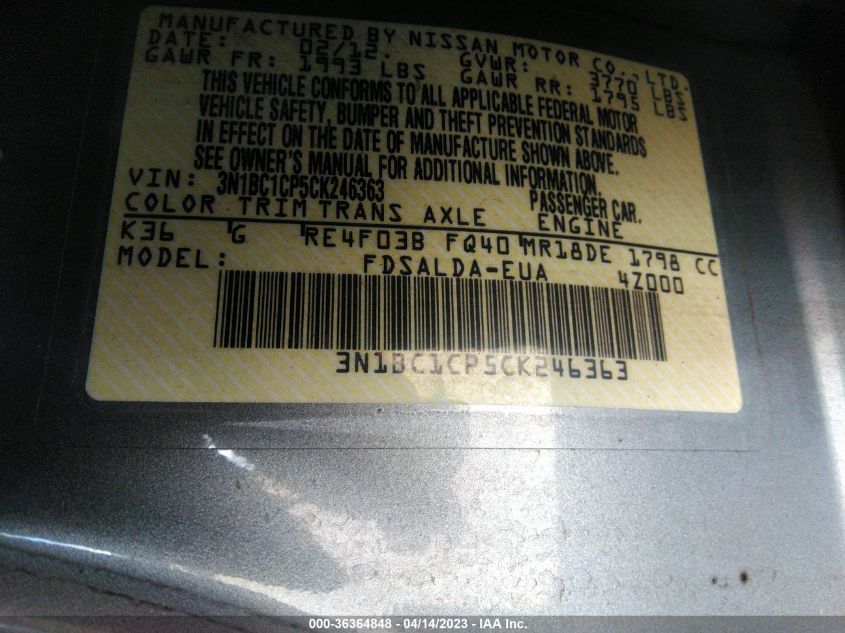 MANUFACTURED BY NISSAN MOTOR CO., LTD.
DATE: 02/12. GVWR: 3770 LBS
GAWR FR: 1993 LBS GAWR RR: 1795 LBS
THIS VEHICLE CONFORMS TO ALL APPLICABLE FEDERAL MOTOR
VEHICLE SAFETY, BUMPER AND THEFT PREVENTION STANDARDS
IN EFFECT ON THE DATE OF MANUFACTURE SHOWN ABOVE.
SEE OWNER'S MANUAL FOR ADDITIONAL INFORMATION.
VIN: 3N1BC1CP5CK246363 PASSENGER CAR.
COLOR TRIM TRANS AXLE ENGINE
K36 G RE4F03B FQ40 MR18DE 1798 CC
MODEL: FDSALDA-EUA 4Z000
3N1BC1CP5CK246363
000-36364848 - 04/14/2023 - IAA Inc.